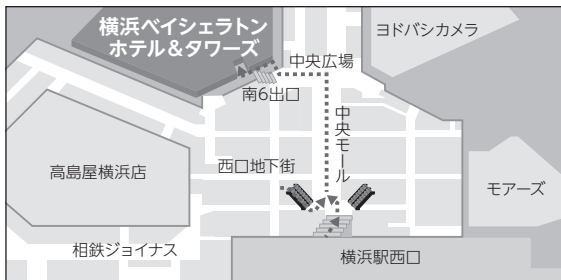 横浜ベイシェラトン
ホテル&タワーズ
ヨドバシカメラ
中央広場
南6出口
中央モール
高島屋横浜店
西口地下街
モアーズ
相鉄ジョイナス
横浜駅西口